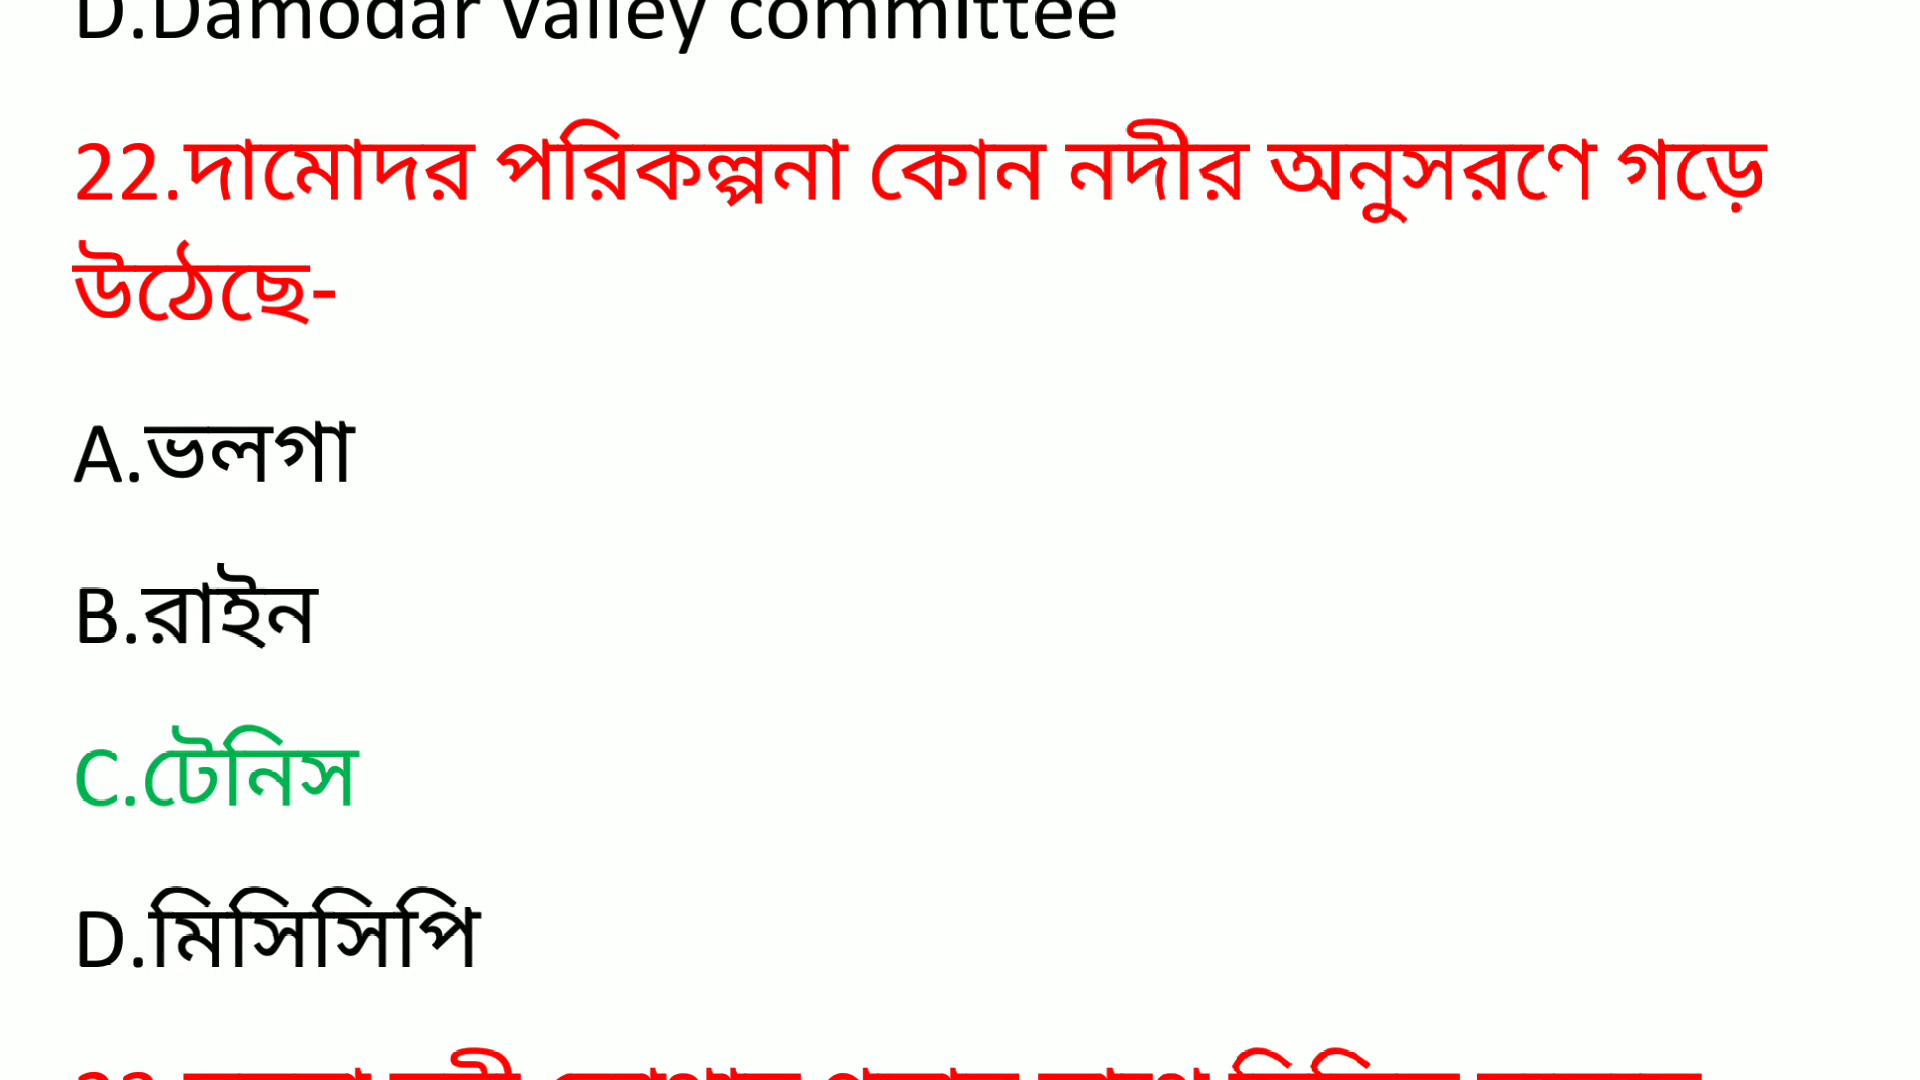 D.Damodar Valley committee
22.দামোদর পরিকল্পনা কোন নদীর অনুসরণে গড়ে
উঠেছে-
A.ভলগা
B.রাইন
C.টেনিস
D.মিসিসিপি